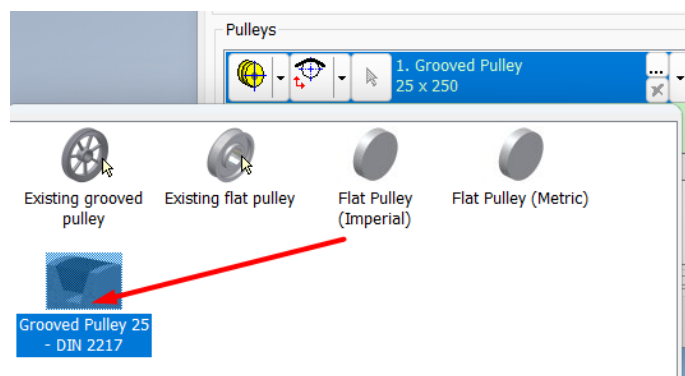 Pulleys
1. Grooved Pulley
25 x 250
...
Existing grooved
pulley
Existing flat pulley
Flat Pulley
(Imperial)
Flat Pulley (Metric)
Grooved Pulley 25
- DIN 2217